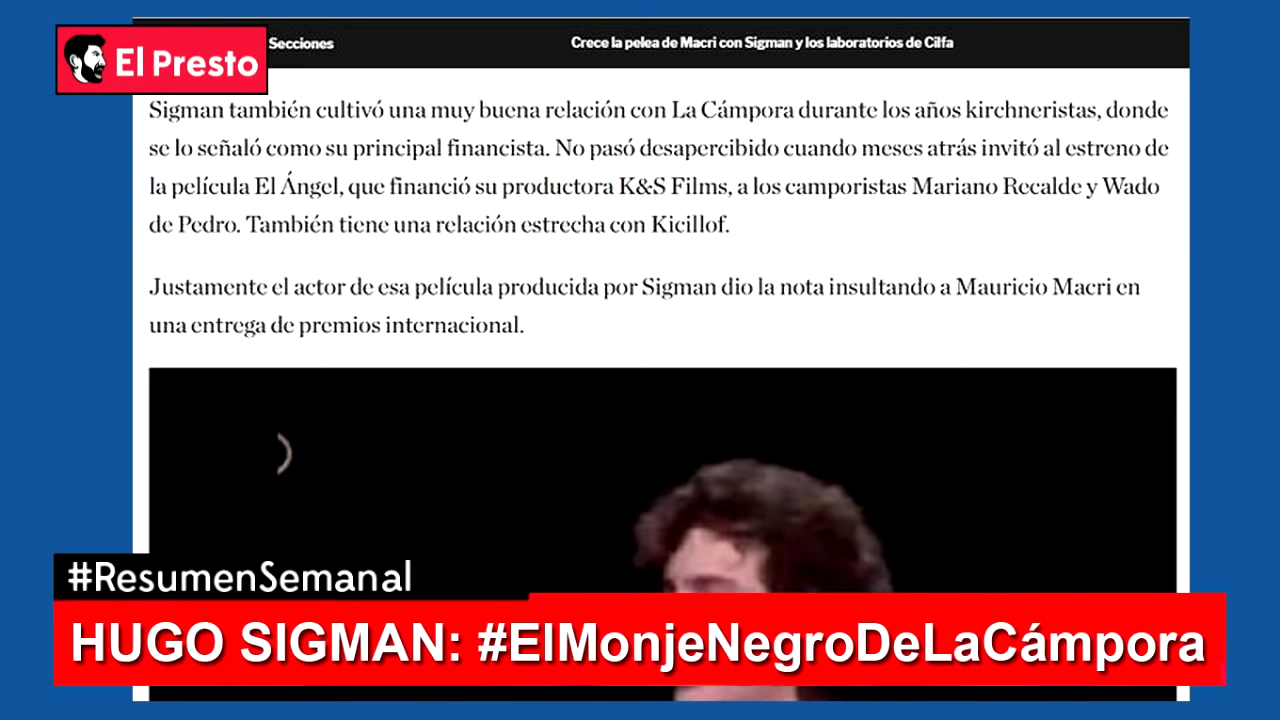 El Presto
Secciones
Crece la pelea de Macri con Sigman y los laboratorios de Cilfa
Sigman también cultivó una muy buena relación con La Cámpora durante los años kirchneristas, donde
se lo señaló como su principal financista. No pasó desapercibido cuando meses atrás invitó al estreno de
la película El Ángel, que financió su productora K&S Films, a los camporistas Mariano Recalde y Wado
de Pedro. También tiene una relación estrecha con Kicillof.
Justamente el actor de esa película producida por Sigman dio la nota insultando a Mauricio Macri en
una entrega de premios internacional.
#ResumenSemanal
HUGO SIGMAN: #ElMonjeNegroDeLaCámpora